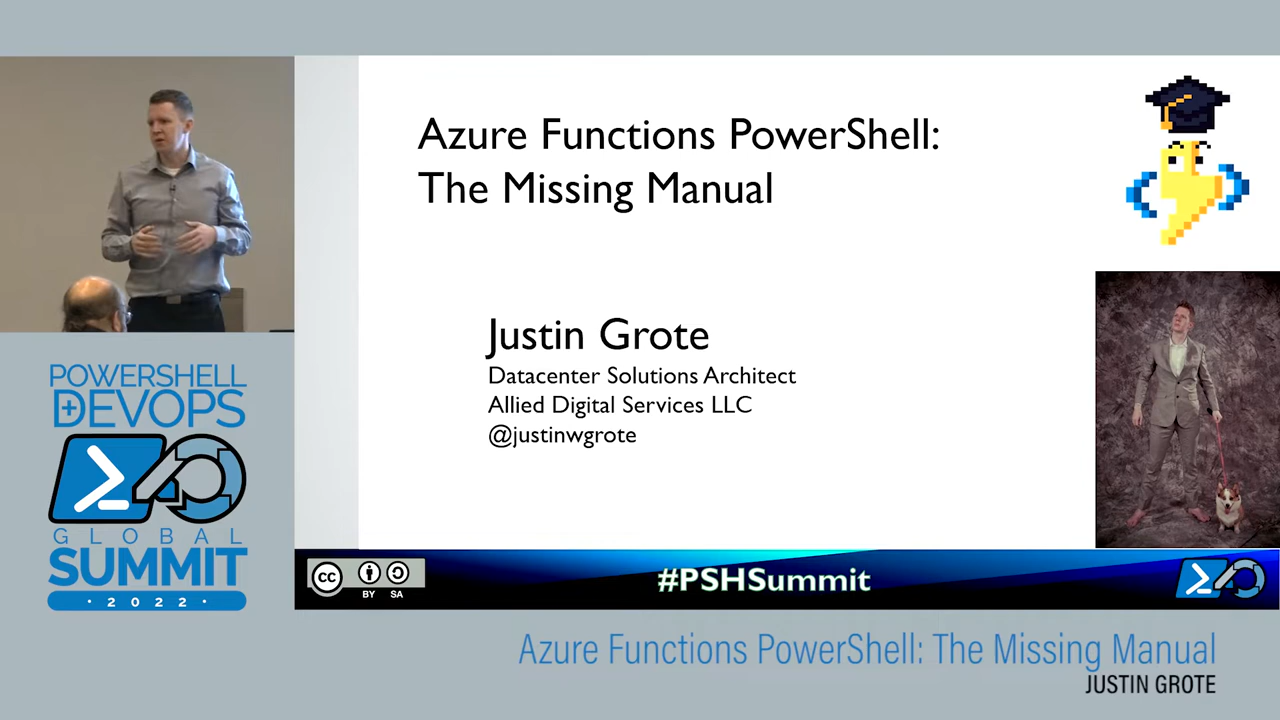 Azure Functions PowerShell:
The Missing Manual
Justin Grote
Datacenter Solutions Architect
Allied Digital Services LLC
@justinwgrote
POWERSHELL
DEVOPS
GLOBAL
SUMMIT
· 2022 ·
cc
BY SA
#PSHSummit
Azure Functions PowerShell: The Missing Manual
JUSTIN GROTE